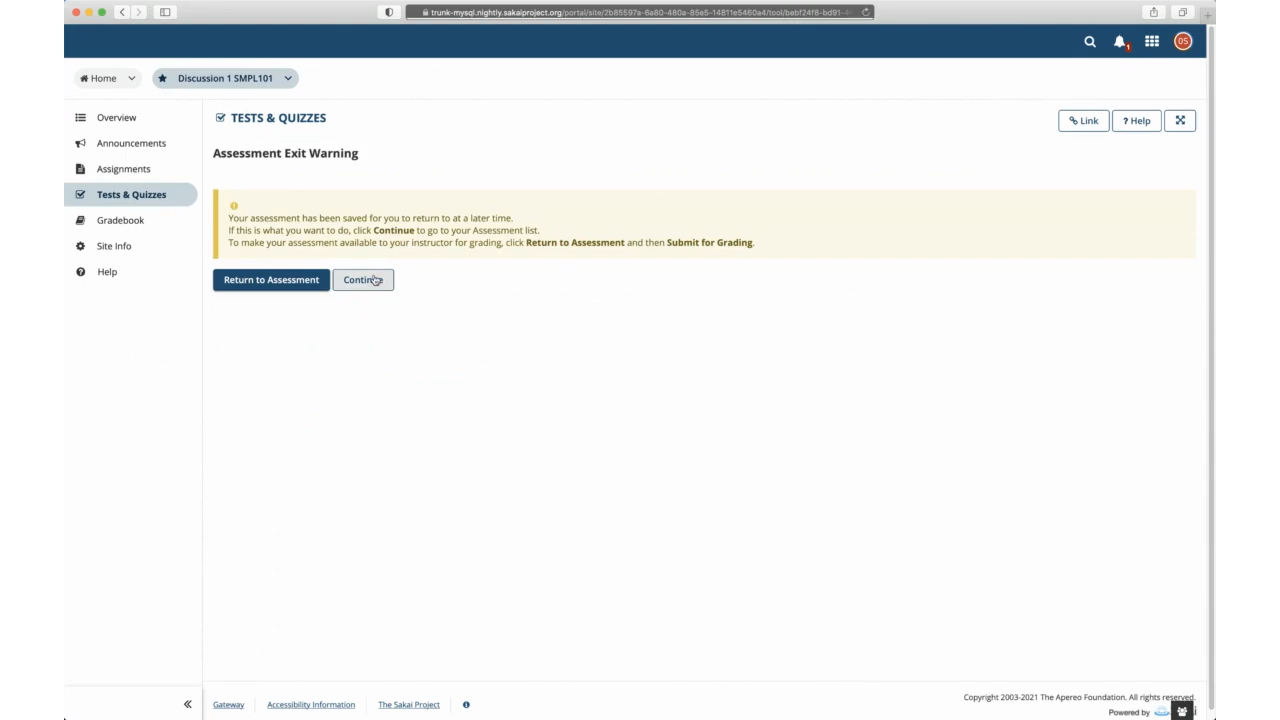 trunk-mysql.nightly.sakaiproject.org/portal/site/2b85597a-6a80-480a-85e5-14811e5460a4/tool/bebf24f8-bd91-
1
OS
Home
Discussion 1 SMPL101
Overview
Announcements
Assignments
Tests & Quizzes
Gradebook
Site Info
Help
TESTS & QUIZZES
Link
? Help
Assessment Exit Warning
Your assessment has been saved for you to return to at a later time.
If this is what you want to do, click Continue to go to your Assessment list.
To make your assessment available to your instructor for grading, click Return to Assessment and then Submit for Grading.
Return to Assessment
Continue
Gateway
Accessibility Information
The Sakai Project
Copyright 2003-2021 The Apereo Foundation. All rights reserved.
Powered by